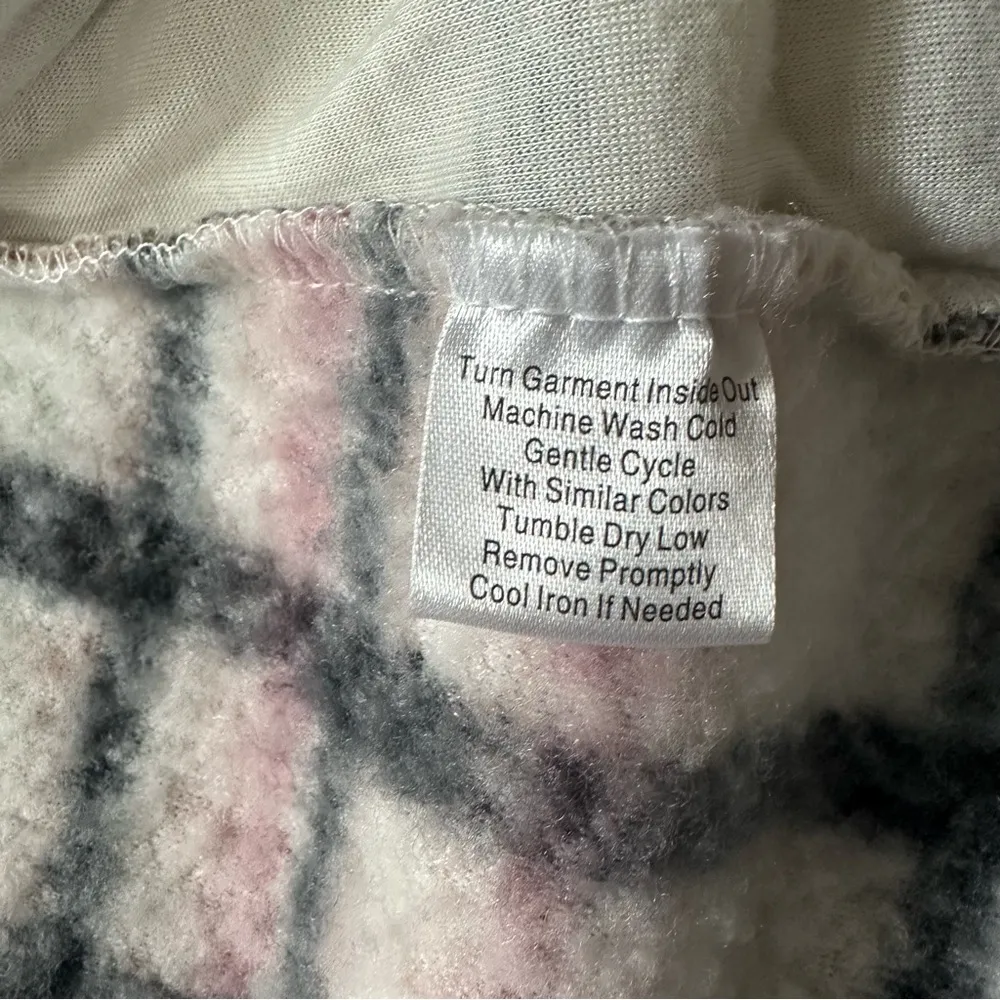 Turn Garment Inside Out
Machine Wash Cold
Gentle Cycle
With Similar Colors
Tumble Dry Low
Remove Promptly
Cool Iron If Needed